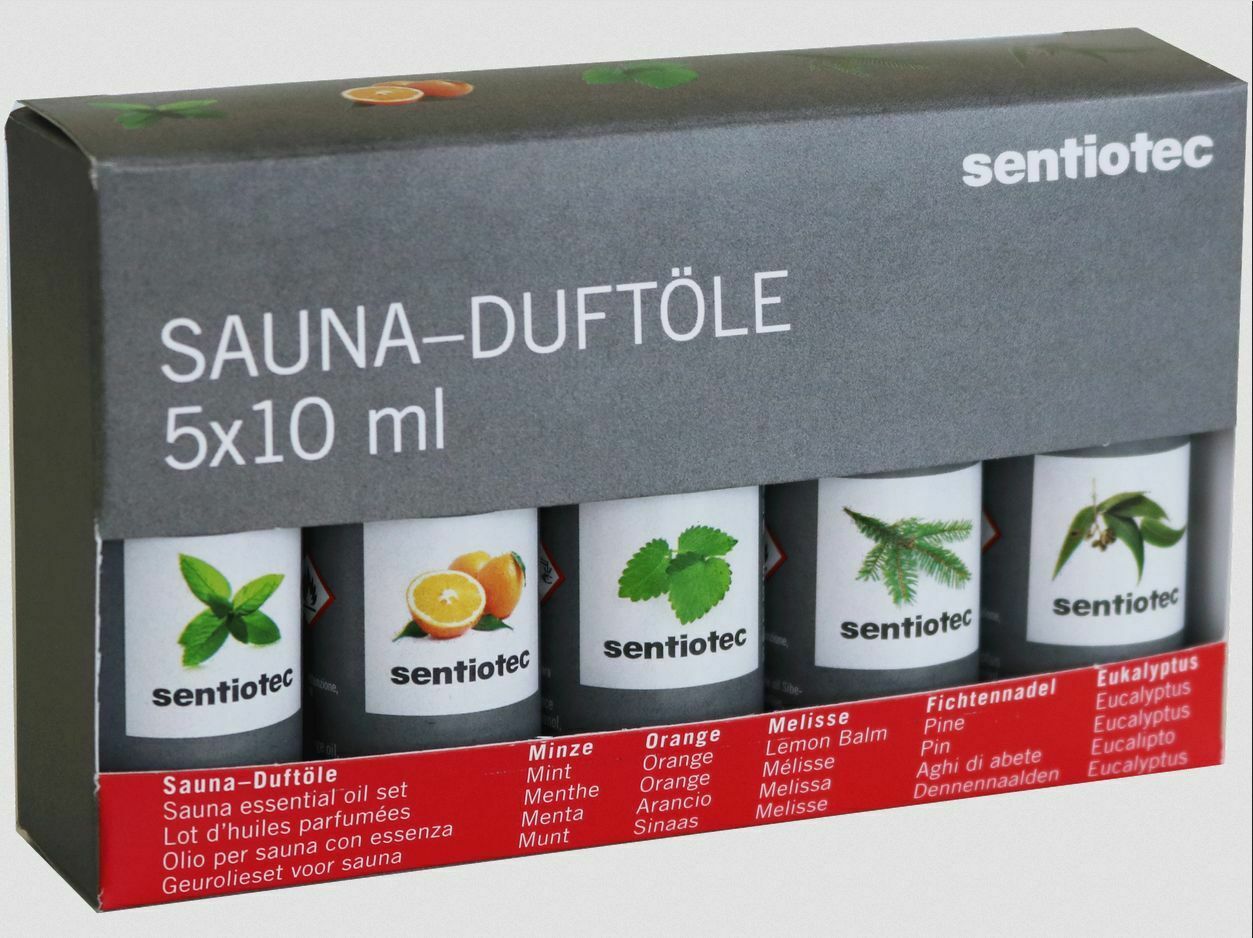 sentiotec
SAUNA–DUFTÖLE
5x10 ml
sentiotec
sentiotec
sentiotec
sentiotec
sentiotec
Sauna–Duftöle
Sauna essential oil set
Lot d'huiles parfumées
Olio per sauna con essenza
Geurolieset voor sauna
Minze
Mint
Menthe
Menta
Munt
Orange
Orange
Orange
Arancio
Sinaas
Melisse
Lemon Balm
Mélisse
Melissa
Melisse
Fichtennadel
Pine
Pin
Aghi di abete
Dennennaalden
Eukalyptus
Eucalyptus
Eucalyptus
Eucalipto
Eucalyptus